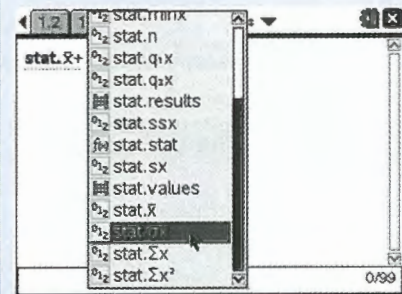 1.2
stat.minx
stat.n
stat.x̄+
stat.q₁x
stat.q₃x
stat.results
stat.ssx
stat.stat
stat.sx
stat.values
stat.x̄
stat.σx
stat.Σx
stat.Σx²
0/99